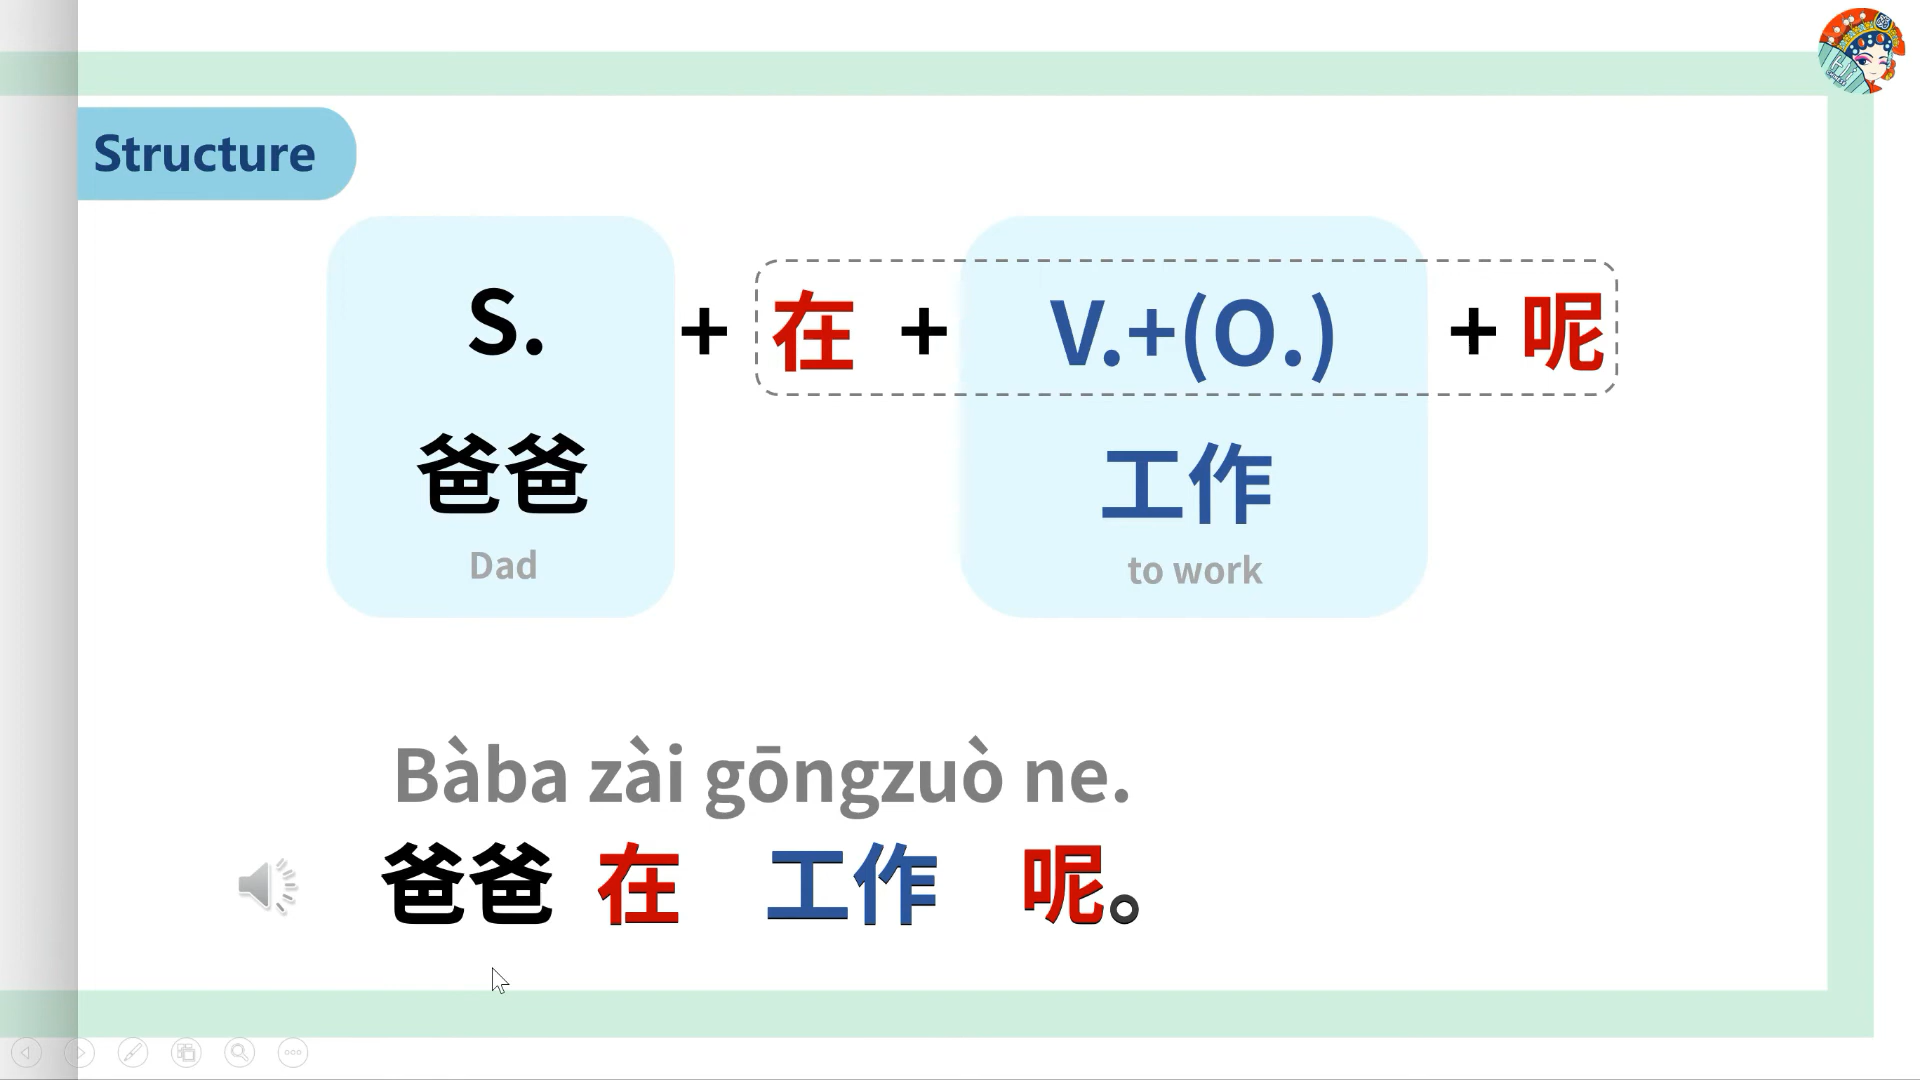 Structure
S. + 在 + V.+(O.) + 呢
爸爸 工作
Dad to work
Bàba zài gōngzuò ne.
爸爸 在 工作 呢。